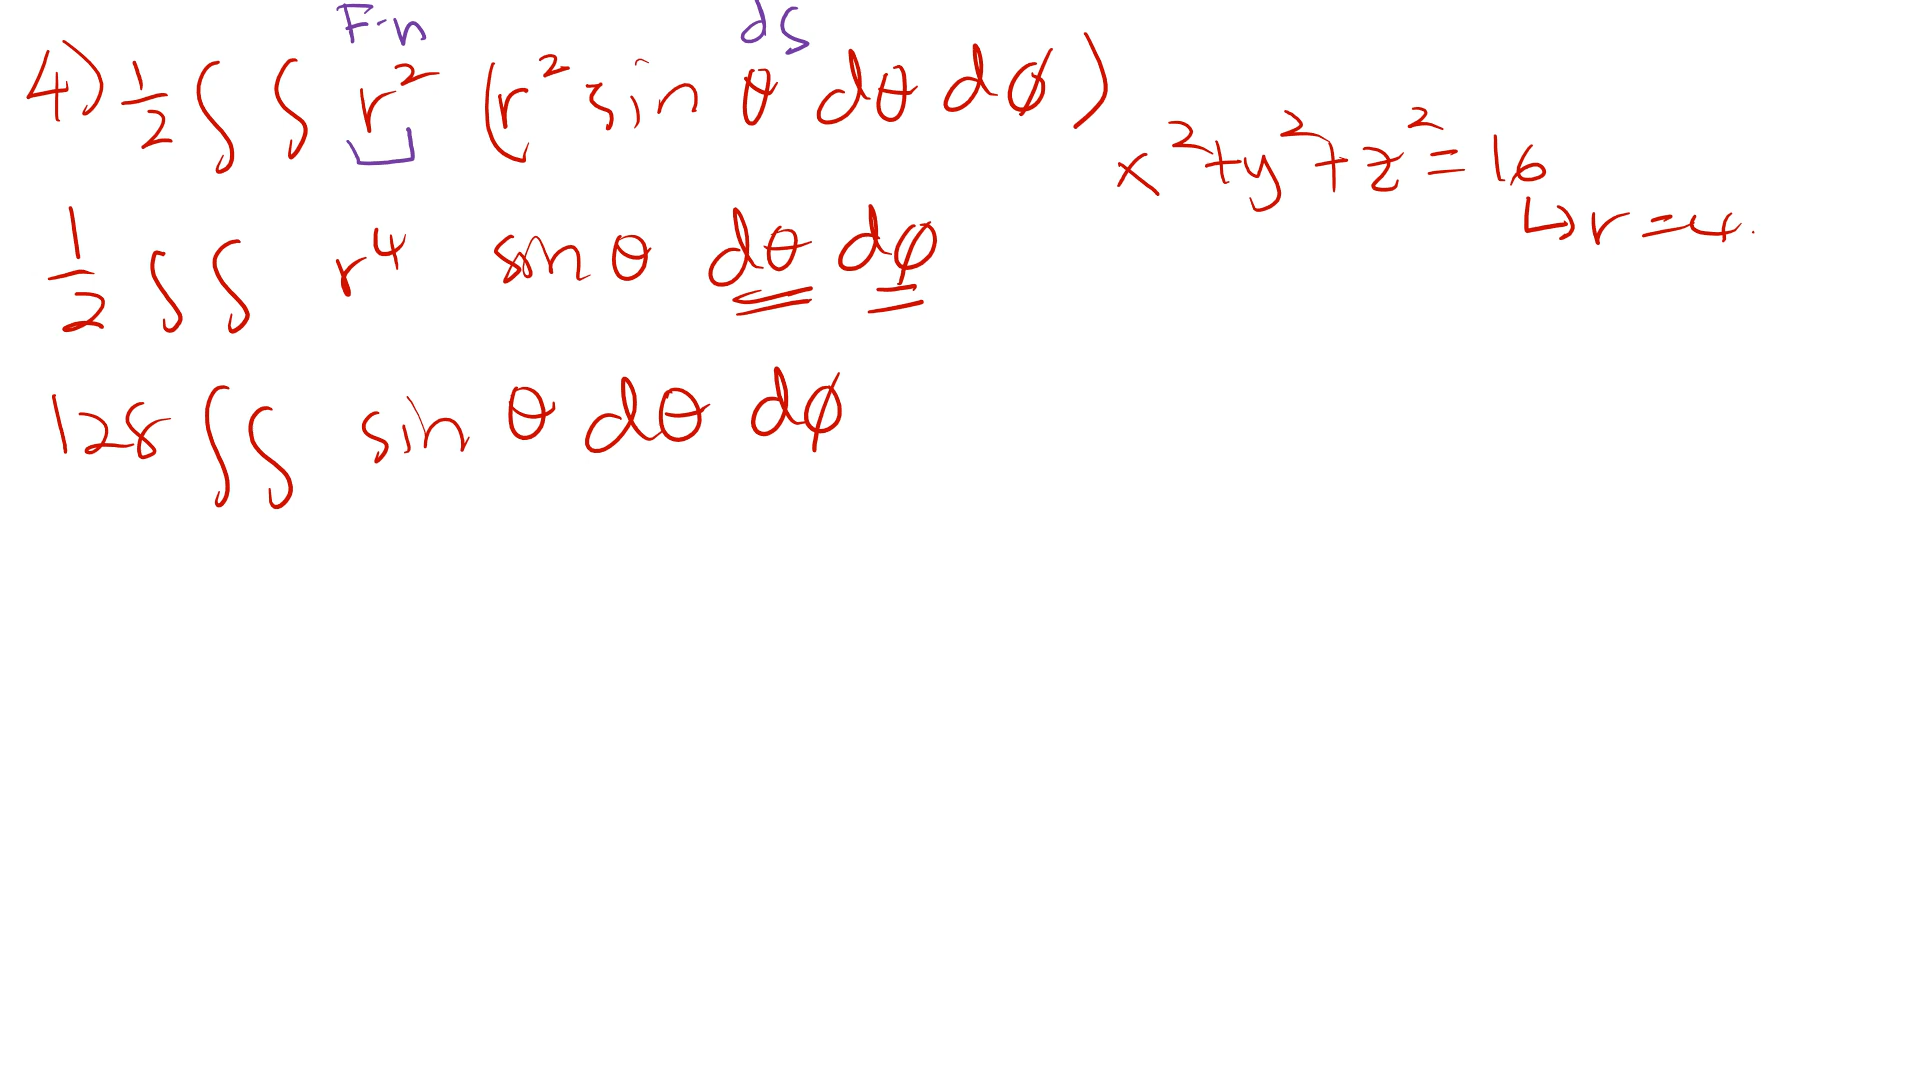 F·n ds
4) 1/2 ∫∫ r² (r² sin θ dθ dφ)
x²+y²+z²=16
↳ r=4.
1/2 ∫∫ r⁴ sin θ dθ dφ
128 ∫∫ sin θ dθ dφ